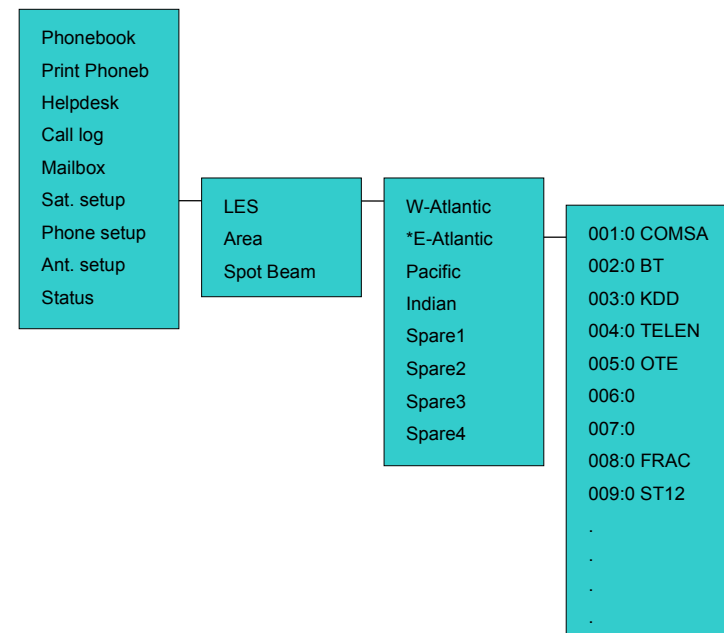 Phonebook
Print Phoneb
Helpdesk
Call log
Mailbox
Sat. setup
Phone setup
Ant. setup
Status
LES
Area
Spot Beam
W-Atlantic
*E-Atlantic
Pacific
Indian
Spare1
Spare2
Spare3
Spare4
001:0 COMSA
002:0 BT
003:0 KDD
004:0 TELEN
005:0 OTE
006:0
007:0
008:0 FRAC
009:0 ST12
.
.
.
.